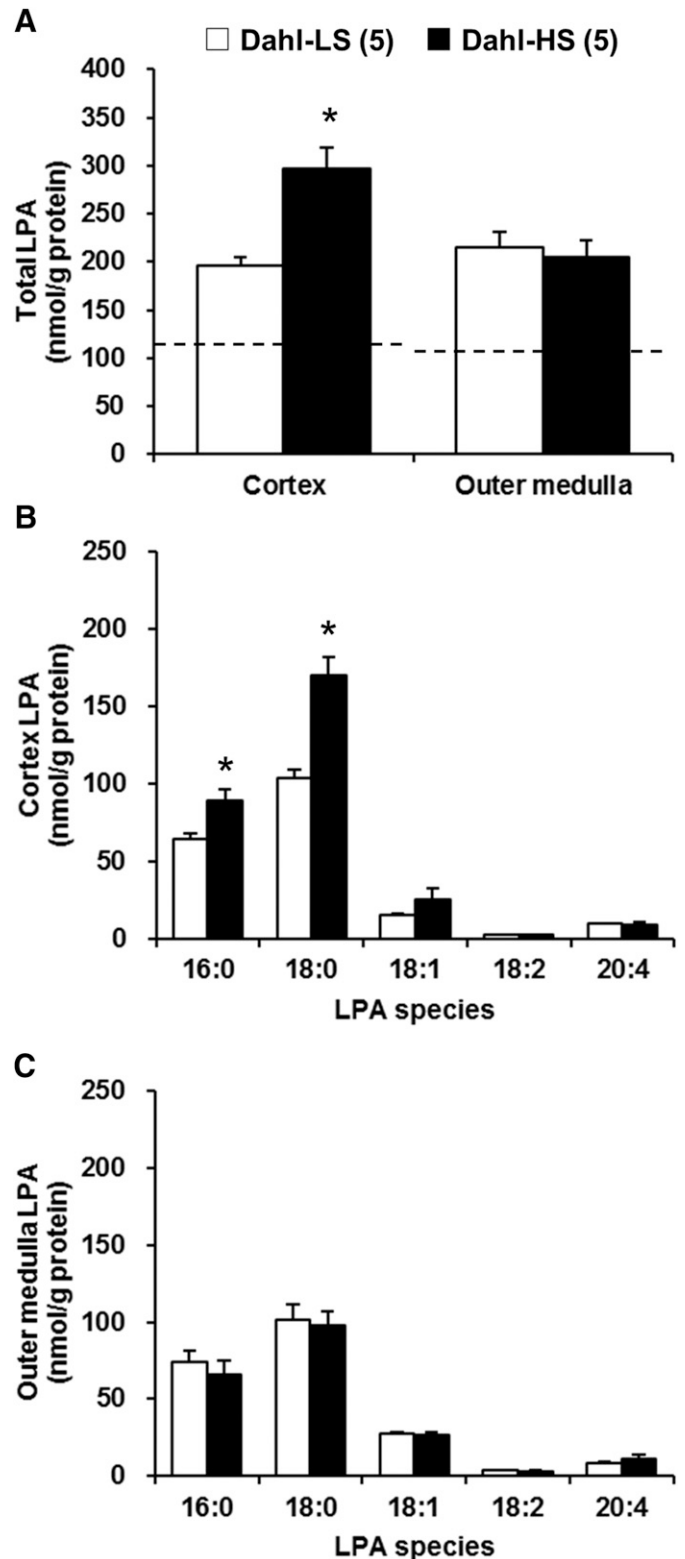 A
Dahl-LS (5) Dahl-HS (5)
Total LPA
(nmol/g protein)
400
350
300
250
200
150
100
50
0
*
Cortex Outer medulla
B
Cortex LPA
(nmol/g protein)
250
200
150
100
50
0
* *
16:0 18:0 18:1 18:2 20:4
LPA species
C
Outer medulla LPA
(nmol/g protein)
250
200
150
100
50
0
16:0 18:0 18:1 18:2 20:4
LPA species